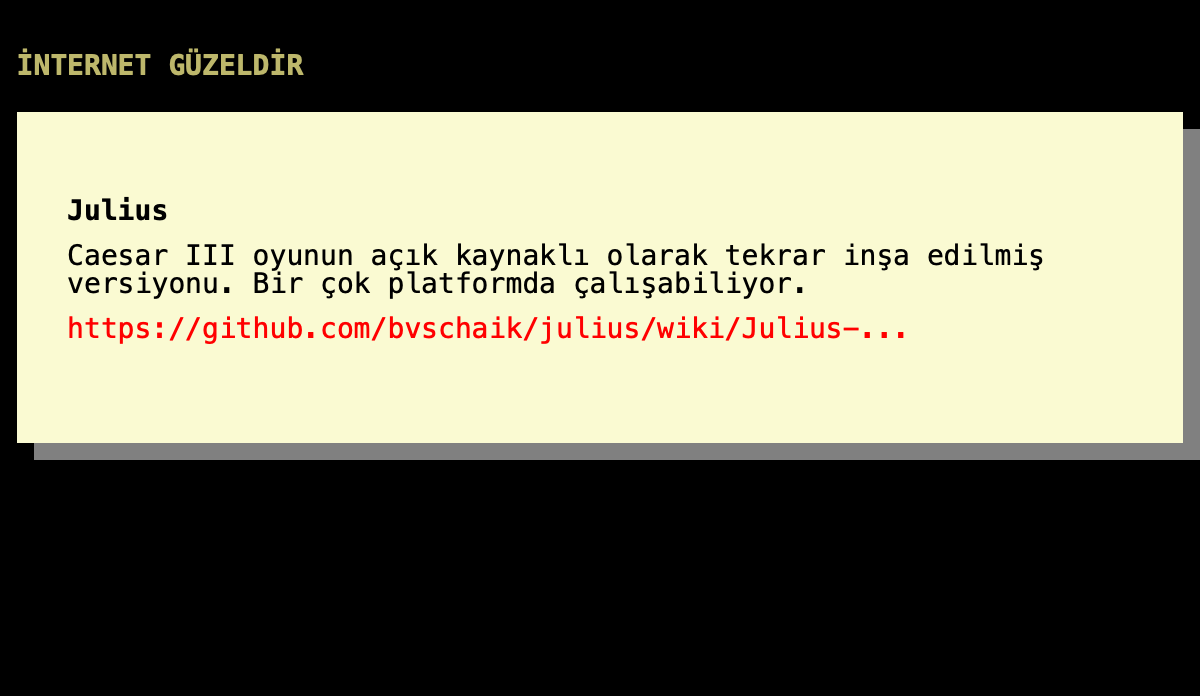 İNTERNET GÜZELDİR
Julius
Caesar III oyunun açık kaynaklı olarak tekrar inşa edilmiş
versiyonu. Bir çok platformda çalışabiliyor.
https://github.com/bvschaik/julius/wiki/Julius-...